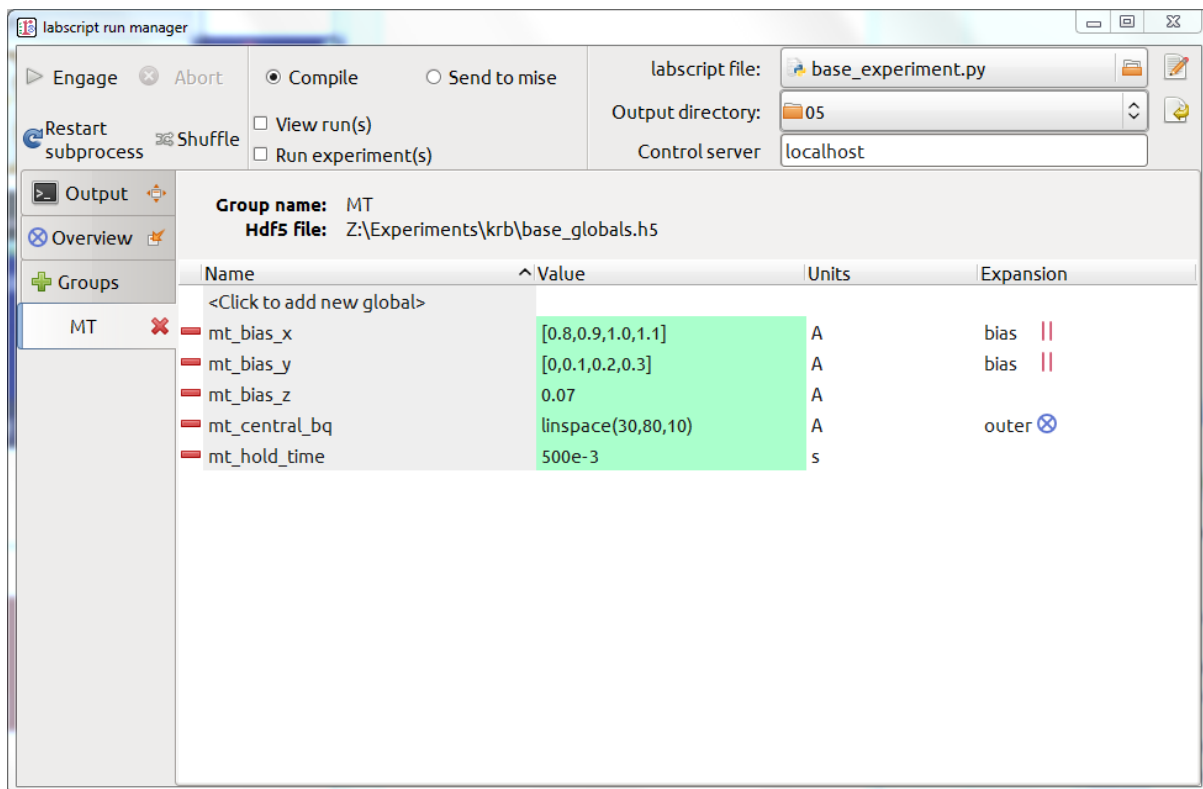 labscript run manager
Engage Abort Compile Send to mise labscript file: base_experiment.py
Output directory: 05
View run(s)
Restart subprocess Shuffle
Run experiment(s) Control server localhost
Output
Group name: MT
Hdf5 file: Z:\Experiments\krb\base_globals.h5
Overview
Name Value Units Expansion
Groups
<Click to add new global>
MT
mt_bias_x [0.8,0.9,1.0,1.1] A bias
mt_bias_y [0,0.1,0.2,0.3] A bias
mt_bias_z 0.07 A
mt_central_bq linspace(30,80,10) A outer
mt_hold_time 500e-3 s